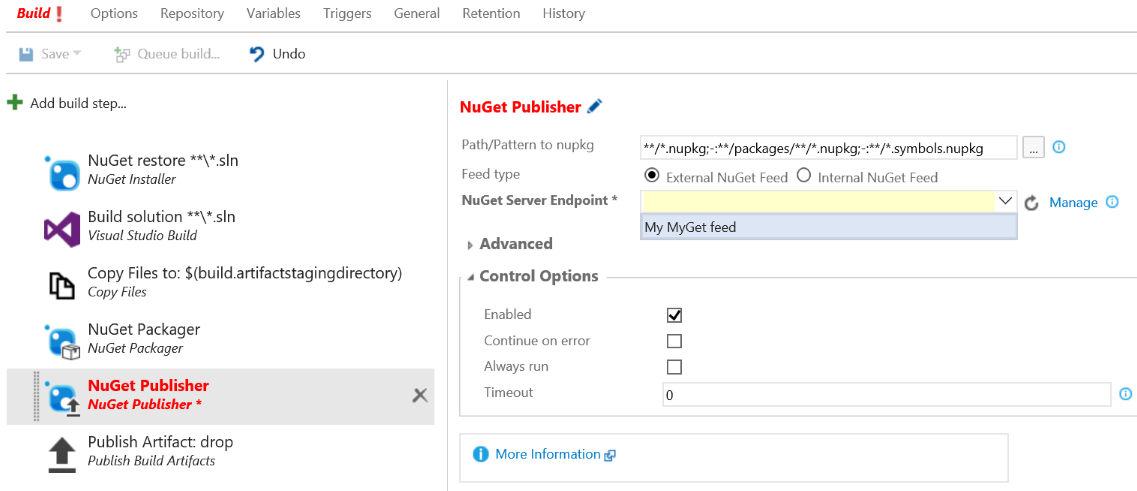 Build! Options Repository Variables Triggers General Retention History
Save Queue build... Undo
Add build step...
NuGet restore **\*.sln
NuGet Installer
Build solution **\*.sln
Visual Studio Build
Copy Files to: $(build.artifactstagingdirectory)
Copy Files
NuGet Packager
NuGet Packager
NuGet Publisher
NuGet Publisher *
Publish Artifact: drop
Publish Build Artifacts
NuGet Publisher
Path/Pattern to nupkg **/*.nupkg;-:**/packages/**/*.nupkg;-:**/*.symbols.nupkg ...
Feed type External NuGet Feed Internal NuGet Feed
NuGet Server Endpoint * Manage
My MyGet feed
Advanced
Control Options
Enabled
Continue on error
Always run
Timeout 0
More Information